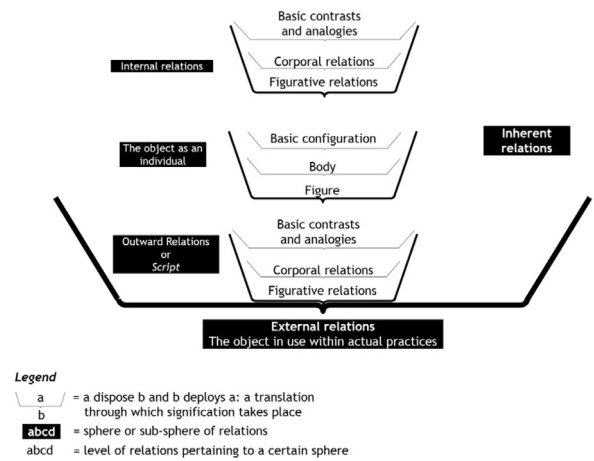 Basic contrasts
and analogies
Internal relations
Corporal relations
Figurative relations
The object as an
individual
Basic configuration
Body
Figure
Inherent
relations
Outward Relations
or
Script
Basic contrasts
and analogies
Corporal relations
Figurative relations
External relations
The object in use within actual practices
Legend
a
b
= a dispose b and b deploys a: a translation
through which signification takes place
abcd = sphere or sub-sphere of relations
abcd = level of relations pertaining to a certain sphere